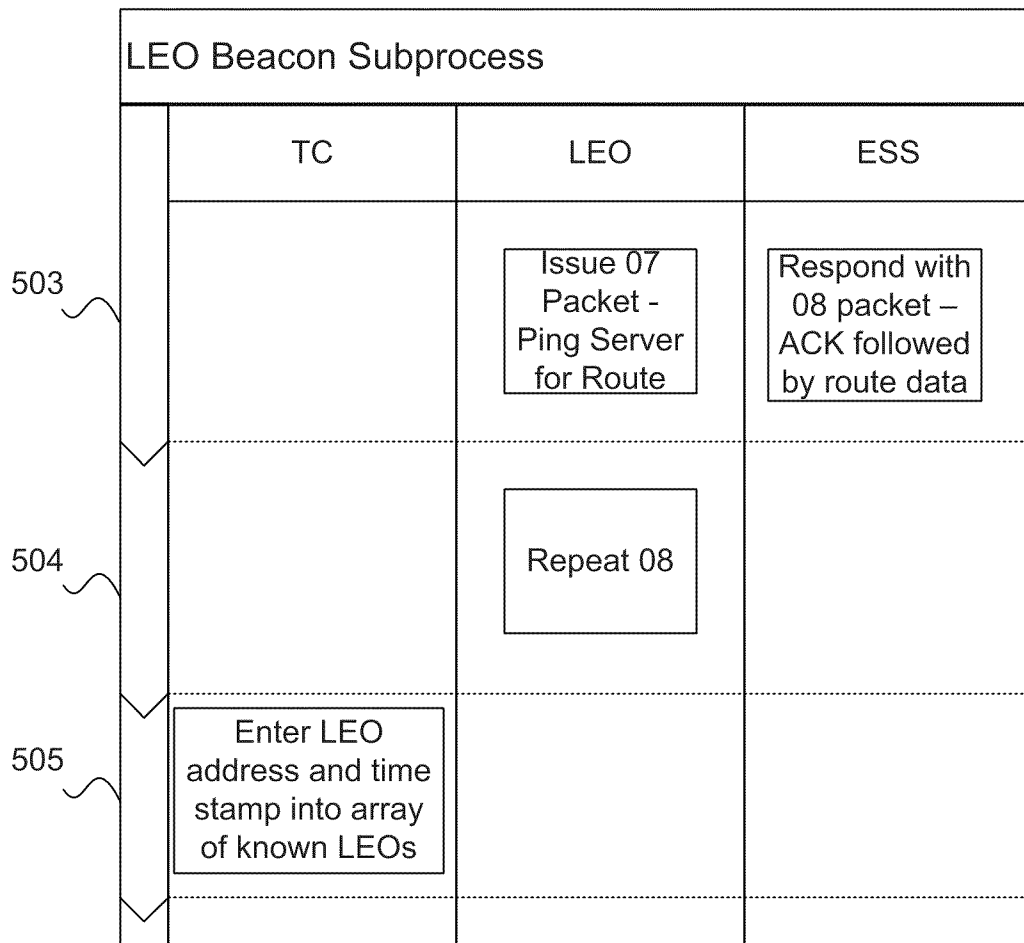 LEO Beacon Subprocess
TC
LEO
ESS
503
Issue 07
Packet -
Ping Server
for Route
Respond with
08 packet –
ACK followed
by route data
504
Repeat 08
505
Enter LEO
address and time
stamp into array
of known LEOs